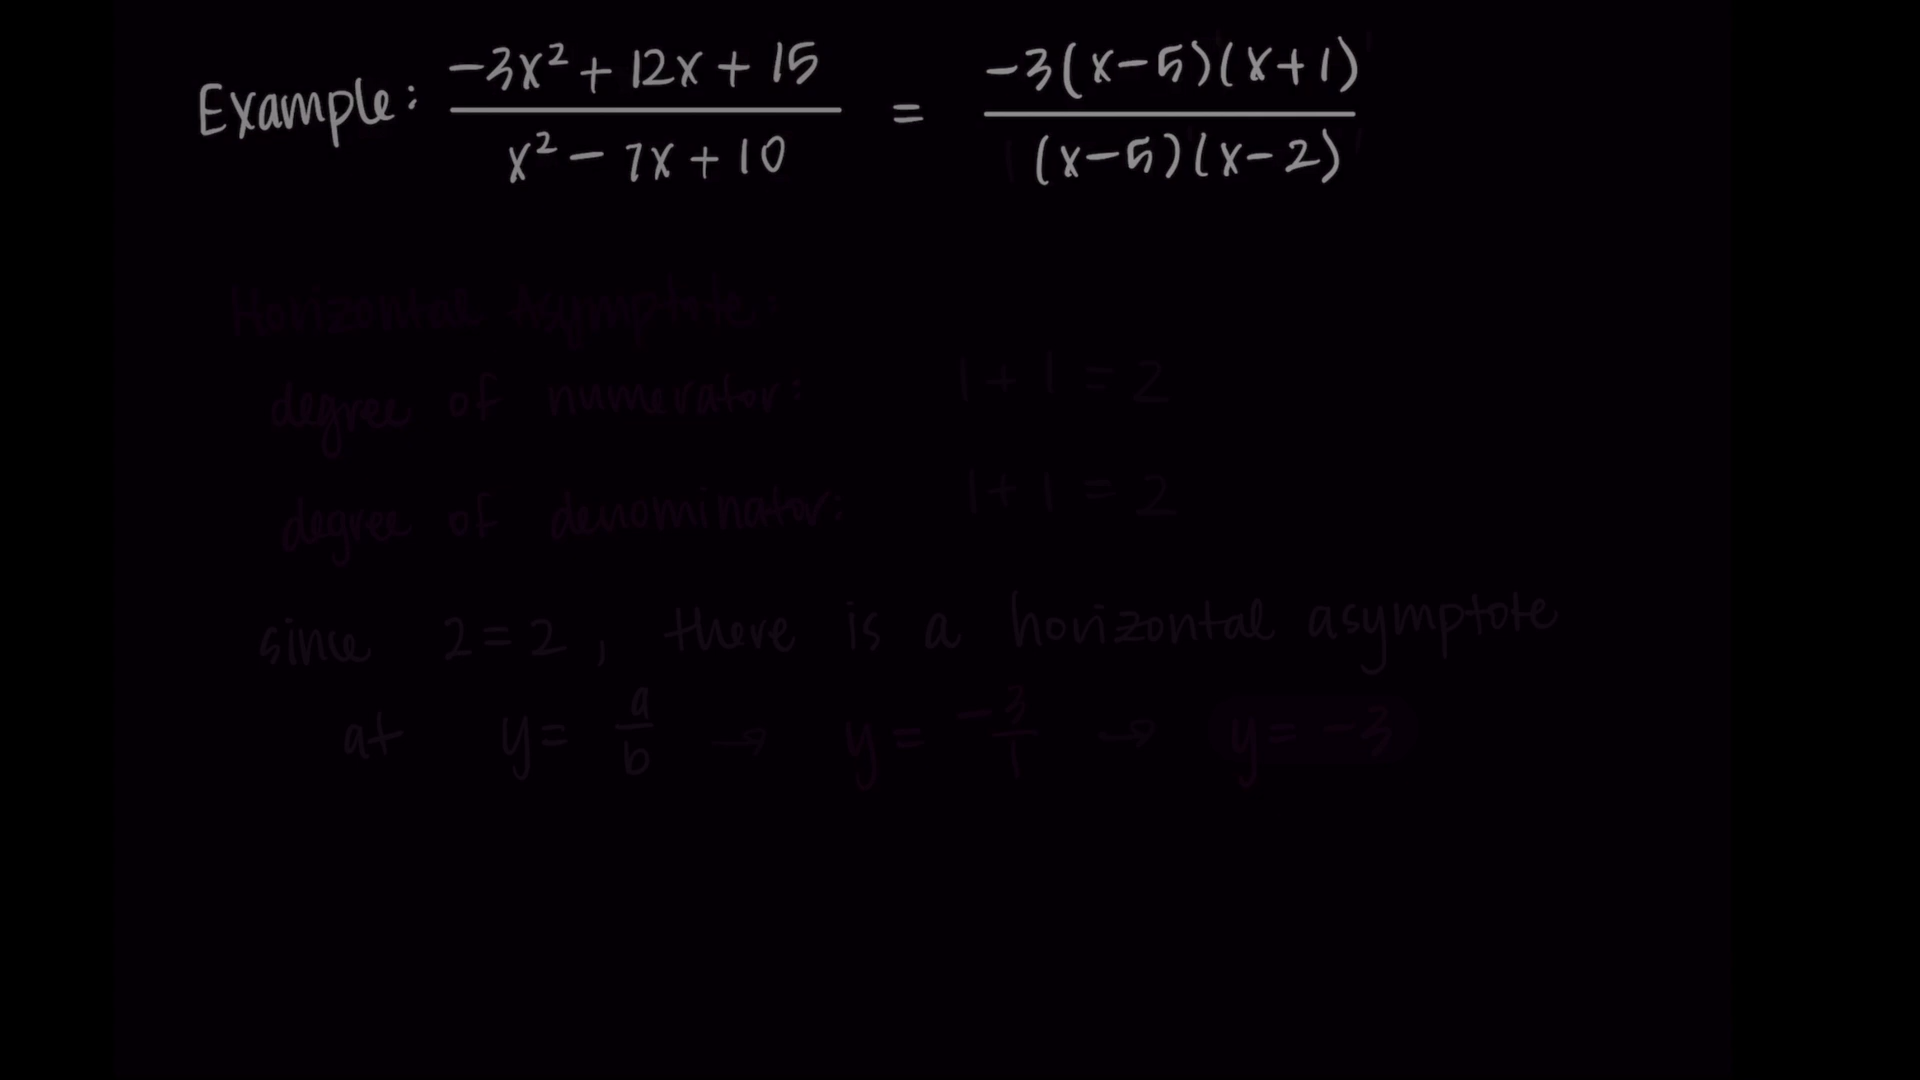 Example: -3x² + 12x + 15 / x² - 7x + 10 = -3(x-5)(x+1) / (x-5)(x-2)
Horizontal Asymptote:
degree of numerator: 1 + 1 = 2
degree of denominator: 1 + 1 = 2
since 2 = 2, there is a horizontal asymptote
at y = a/b → y = -3/1 → y = -3